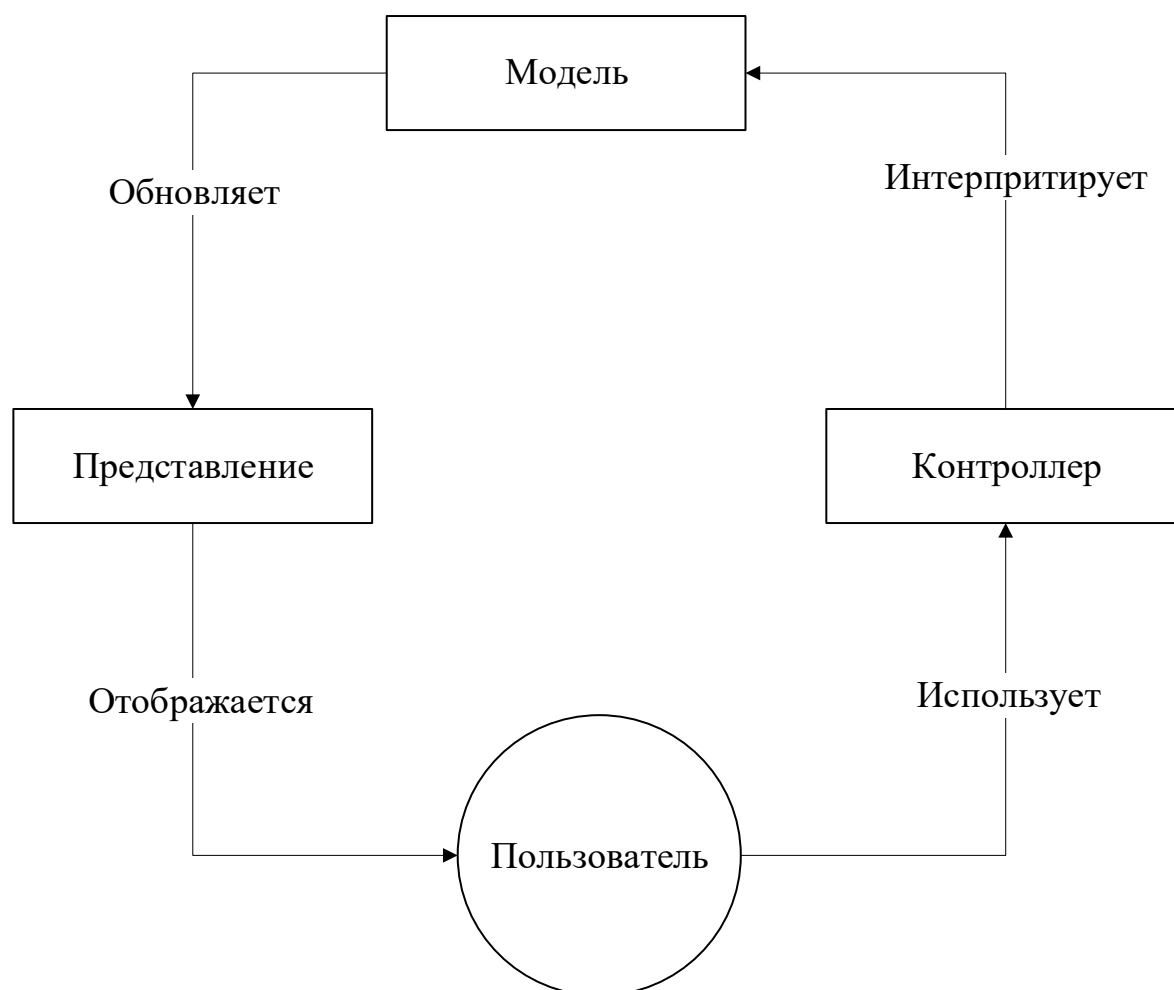 Модель
Обновляет
Интерпритирует
Представление
Контроллер
Отображается
Использует
Пользователь